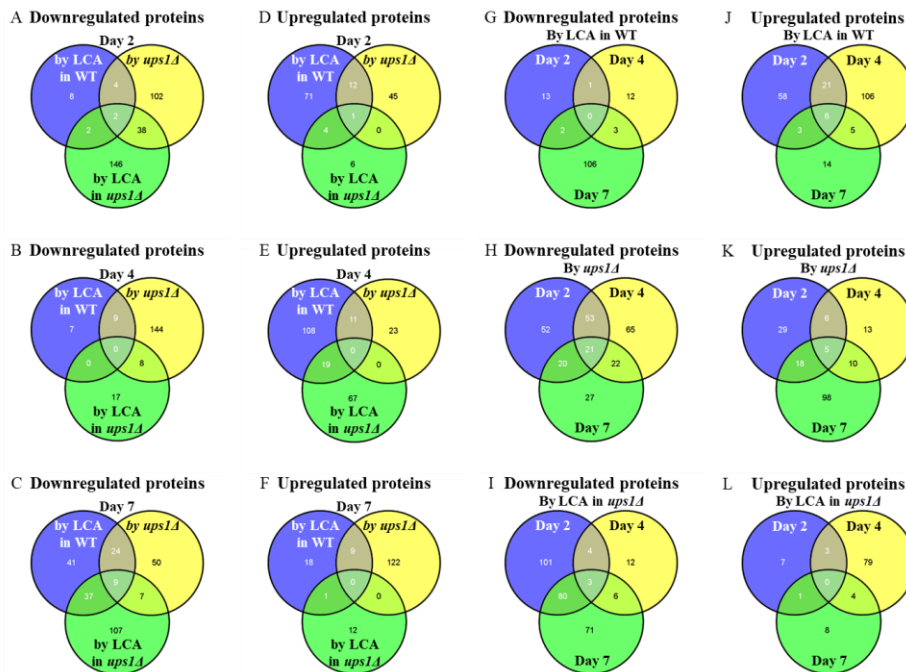 A Downregulated proteins
Day 2
by LCA
in WT
by ups1Δ
4
8
102
2
2
38
146
by LCA
in ups1Δ
D Upregulated proteins
Day 2
by LCA
in WT
by ups1Δ
12
71
45
1
4
0
6
by LCA
in ups1Δ
G Downregulated proteins
By LCA in WT
Day 2
Day 4
1
13
12
0
2
3
106
Day 7
J Upregulated proteins
By LCA in WT
Day 2
Day 4
21
58
106
6
3
5
14
Day 7
B Downregulated proteins
Day 4
by LCA
in WT
by ups1Δ
9
7
144
0
0
8
17
by LCA
in ups1Δ
E Upregulated proteins
Day 4
by LCA
in WT
by ups1Δ
11
108
23
0
19
0
67
by LCA
in ups1Δ
H Downregulated proteins
By ups1Δ
Day 2
Day 4
53
52
65
21
20
22
27
Day 7
K Upregulated proteins
By ups1Δ
Day 2
Day 4
6
29
13
5
18
10
98
Day 7
C Downregulated proteins
Day 7
by LCA
in WT
by ups1Δ
24
41
50
9
37
7
107
by LCA
in ups1Δ
F Upregulated proteins
Day 7
by LCA
in WT
by ups1Δ
9
18
122
0
1
0
12
by LCA
in ups1Δ
I Downregulated proteins
By LCA in ups1Δ
Day 2
Day 4
4
101
12
3
80
6
71
Day 7
L Upregulated proteins
By LCA in ups1Δ
Day 2
Day 4
3
7
79
0
1
4
8
Day 7